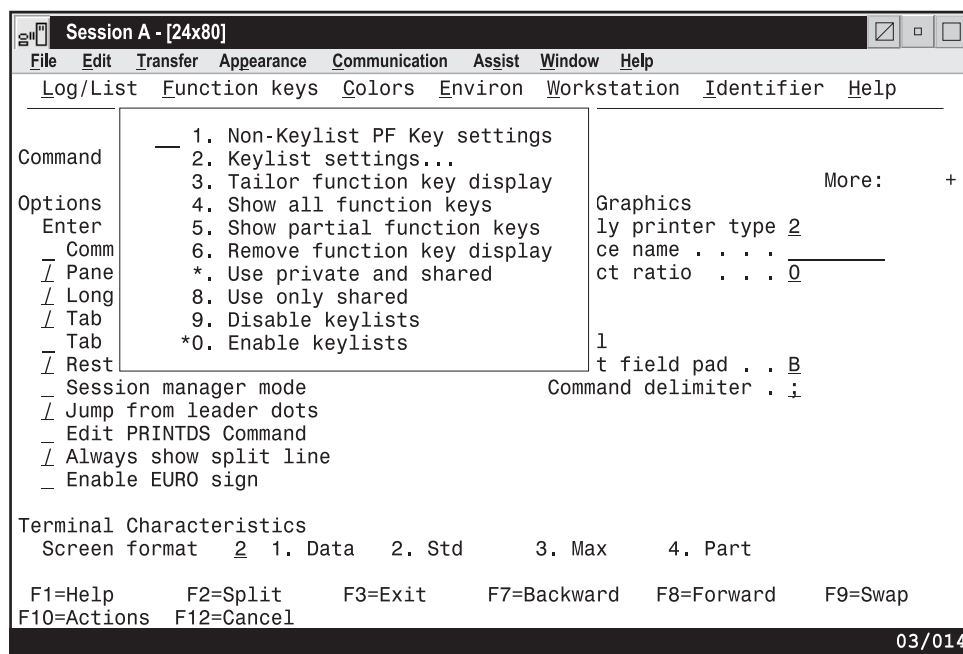 Session A - [24x80]
File Edit Transfer Appearance Communication Assist Window Help
Log/List Function keys Colors Environ Workstation Identifier Help
1. Non-Keylist PF Key settings
Command 2. Keylist settings...
3. Tailor function key display More: +
Options 4. Show all function keys Graphics
Enter 5. Show partial function keys ly printer type 2
_ Comm 6. Remove function key display ce name . . . .
/ Pane *. Use private and shared ct ratio . . . 0
/ Long 8. Use only shared
/ Tab 9. Disable keylists
_ Tab *0. Enable keylists l
/ Rest t field pad . . B
_ Session manager mode Command delimiter . ;
/ Jump from leader dots
_ Edit PRINTDS Command
/ Always show split line
_ Enable EURO sign
Terminal Characteristics
Screen format 2 1. Data 2. Std 3. Max 4. Part
F1=Help F2=Split F3=Exit F7=Backward F8=Forward F9=Swap
F10=Actions F12=Cancel
03/014